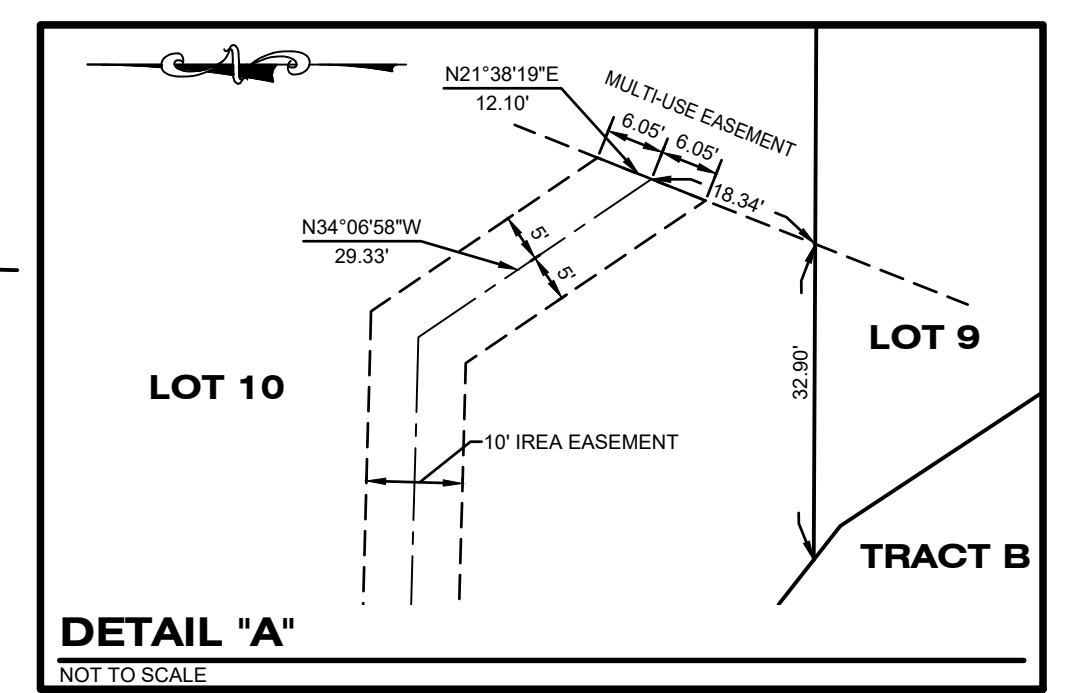 N
N21°38'19"E
12.10'
MULTI-USE EASEMENT
6.05'
6.05'
18.34'
N34°06'58"W
29.33'
5'
5'
LOT 9
32.90'
LOT 10
10' IREA EASEMENT
TRACT B
DETAIL "A"
NOT TO SCALE